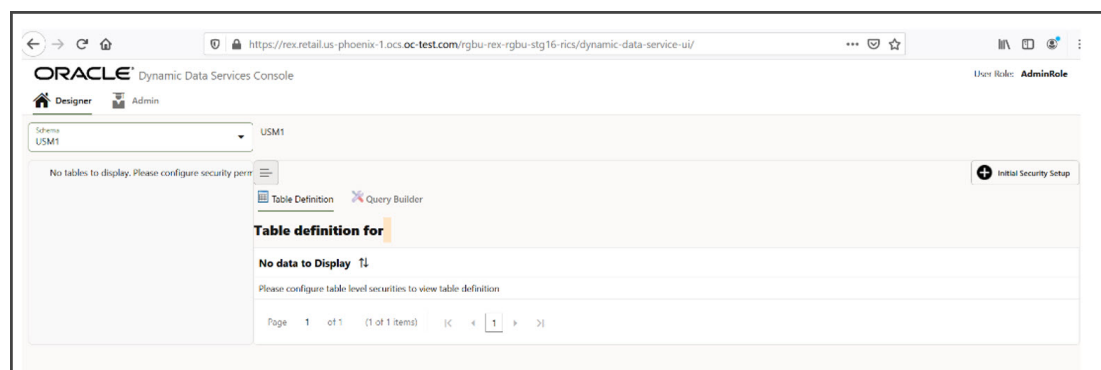 https://rex.retail.us-phoenix-1.ocs.oc-test.com/rgbu-rex-rgbu-stg16-rics/dynamic-data-service-ui/
ORACLE® Dynamic Data Services Console
User Role: AdminRole
Designer Admin
Schema
USM1
USM1
No tables to display. Please configure security perm
Initial Security Setup
Table Definition Query Builder
Table definition for
No data to Display
Please configure table level securities to view table definition
Page 1 of 1 (1 of 1 items) 1